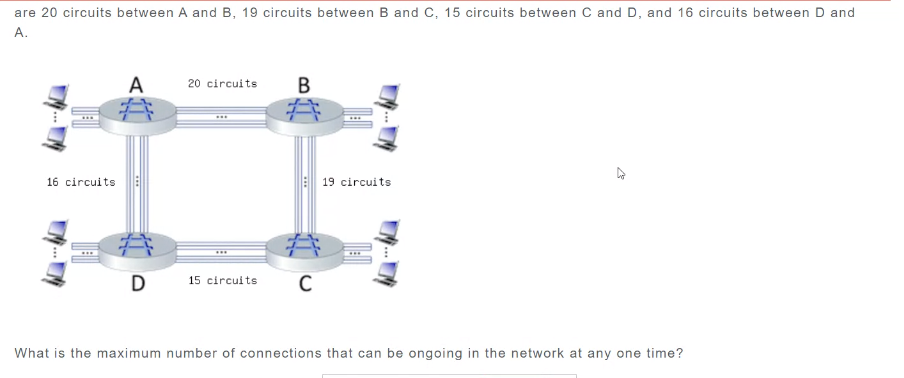 are 20 circuits between A and B, 19 circuits between B and C, 15 circuits between C and D, and 16 circuits between D and
A.
A
20 circuits
B
16 circuits
19 circuits
D
15 circuits
C
What is the maximum number of connections that can be ongoing in the network at any one time?